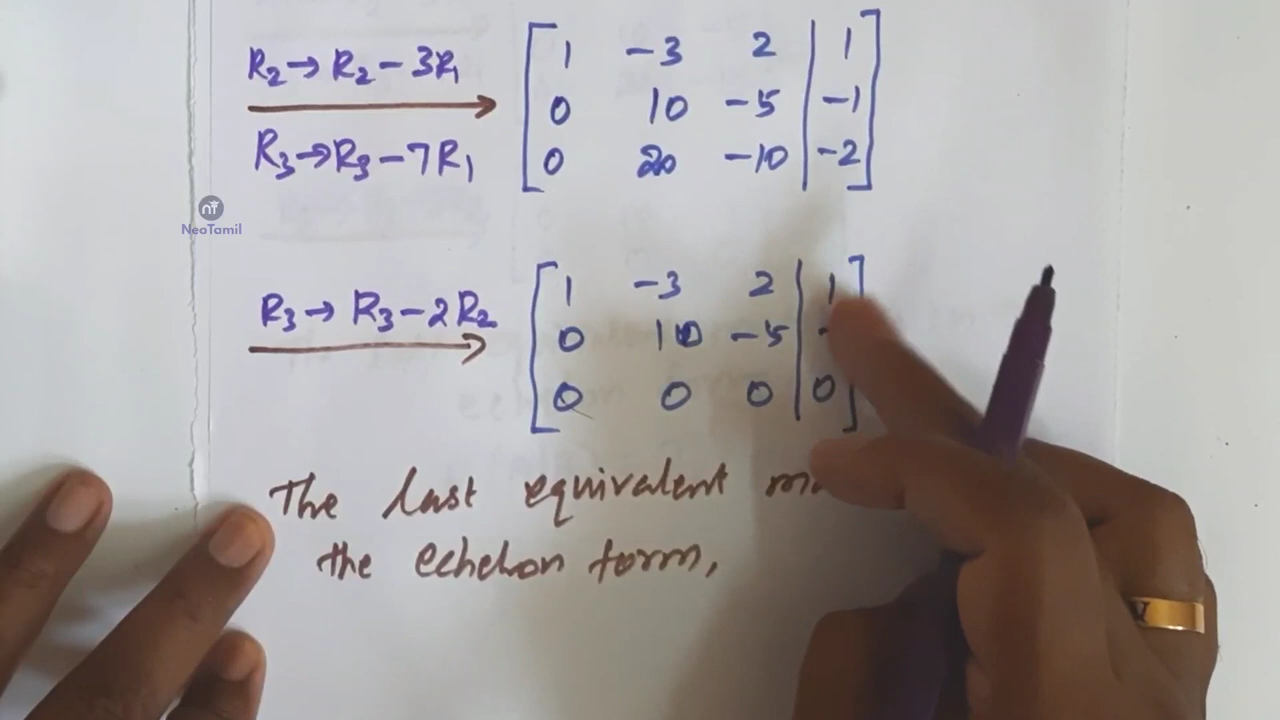 R₂→R₂-3R₁
1 -3 2 | 1
0 10 -5 | -1
R₃→R₃-7R₁
0 20 -10 | -2
NeoTamil
R₃→ R₃-2R₂
1 -3 2 | 1
0 10 -5 |
0 0 0 | 0
The last equivalent
the echelon form,